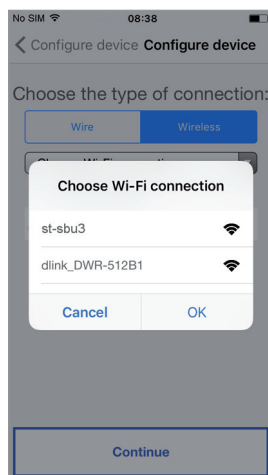 No SIM 08:38
Configure device Configure device
Choose the type of connection:
Wire Wireless
Choose Wi-Fi connection
st-sbu3
dlink_DWR-512B1
Cancel OK
Continue